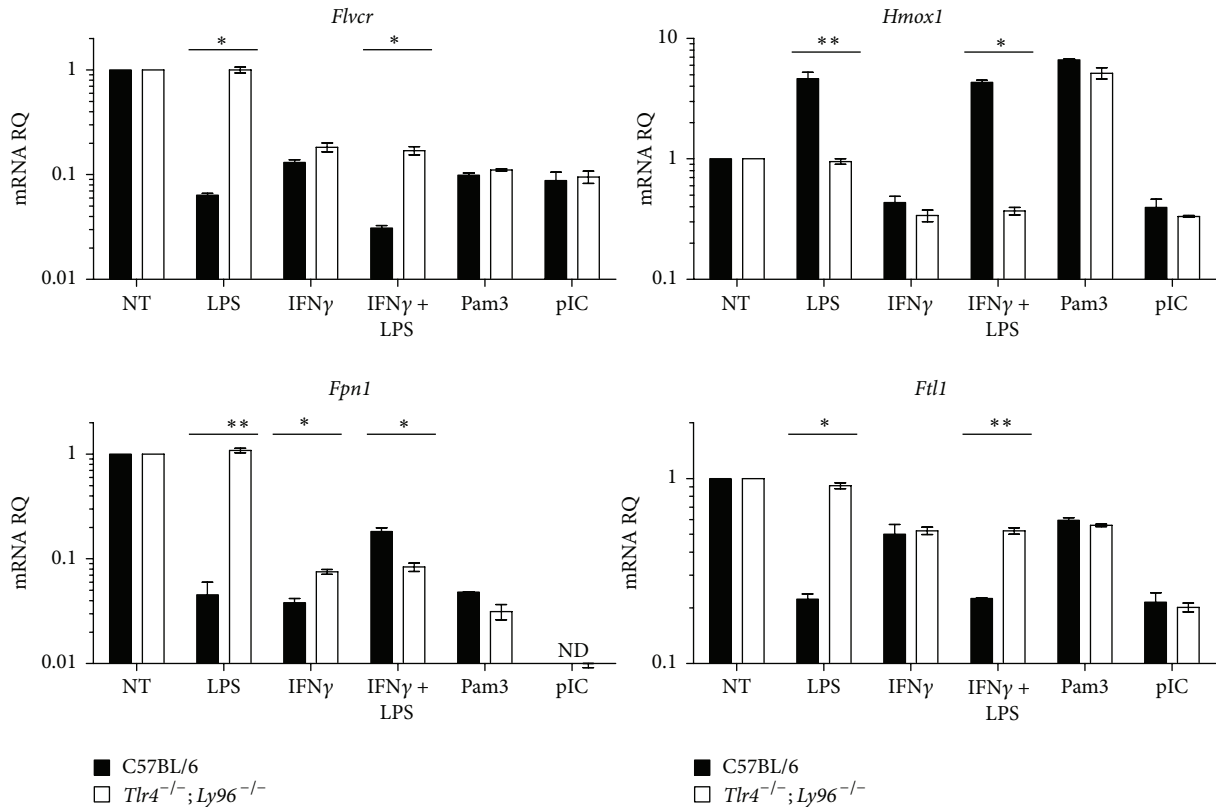 Flvcr
* *
mRNA RQ
1
0.1
0.01
NT LPS IFNγ IFNγ + LPS Pam3 pIC
Hmox1
** *
mRNA RQ
10
1
0.1
NT LPS IFNγ IFNγ + LPS Pam3 pIC
Fpn1
** * *
mRNA RQ
1
0.1
0.01
ND
NT LPS IFNγ IFNγ + LPS Pam3 pIC
C57BL/6
Tlr4−/−; Ly96−/−
Ftl1
* **
mRNA RQ
1
0.1
NT LPS IFNγ IFNγ + LPS Pam3 pIC
C57BL/6
Tlr4−/−; Ly96−/−